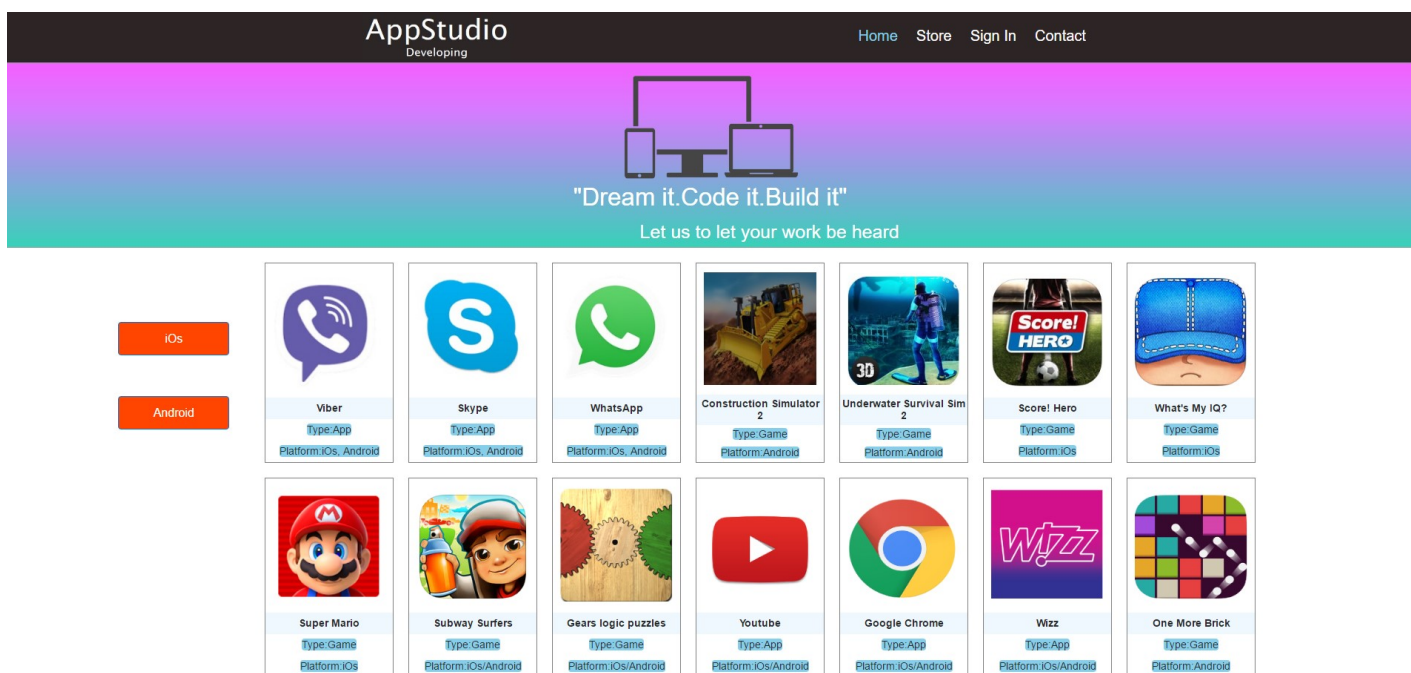 AppStudio
Developing
Home Store Sign In Contact
"Dream it.Code it.Build it"
Let us to let your work be heard
iOs
Android
Viber
Type:App
Platform:iOs, Android
S
Skype
Type:App
Platform:iOs, Android
WhatsApp
Type:App
Platform:iOs, Android
Construction Simulator
2
Type:Game
Platform:Android
3D
Underwater Survival Sim
2
Type:Game
Platform:Android
Score!
HERO
Score! Hero
Type:Game
Platform:iOs
What's My IQ?
Type:Game
Platform:iOs
M
Super Mario
Type:Game
Platform:iOs
Subway Surfers
Type:Game
Platform:iOs/Android
Gears logic puzzles
Type:Game
Platform:iOs/Android
Youtube
Type:App
Platform:iOs/Android
Google Chrome
Type:App
Platform:iOs/Android
WIZZ
Wizz
Type:App
Platform:iOs/Android
One More Brick
Type:Game
Platform:Android